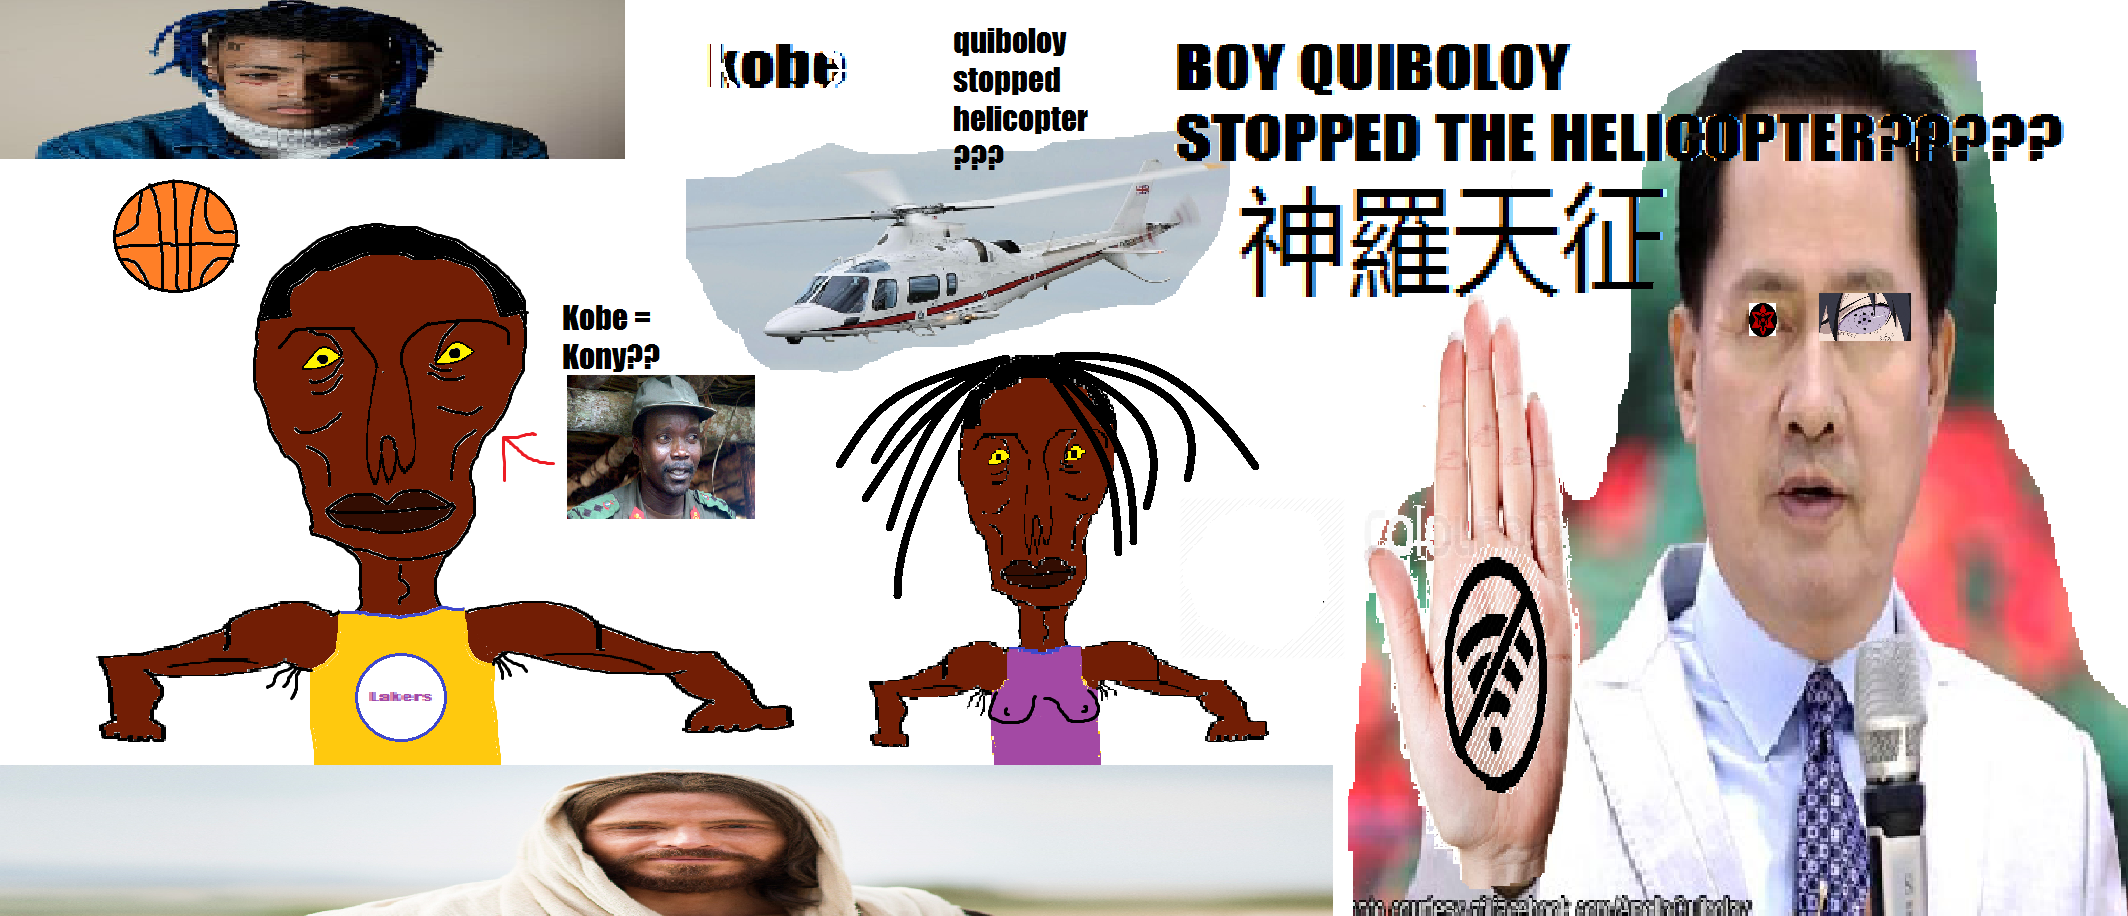 kobe
quiboloy
stopped
helicopter
???
BOY QUIBOLOY
STOPPED THE HELICOPTER?????
神羅天征
Kobe =
Kony??
Lakers